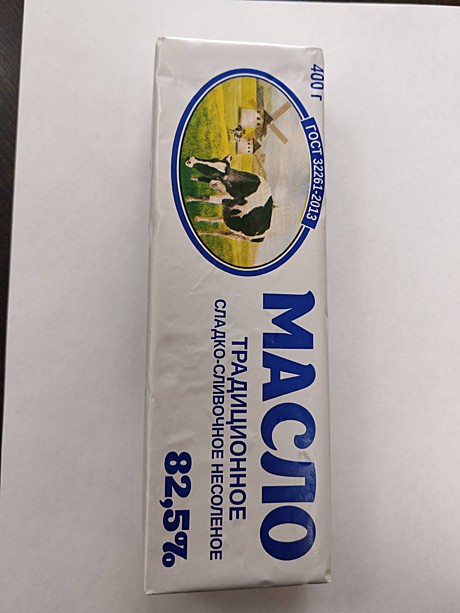 400 г
ГОСТ 32261-2013
МАСЛО
ТРАДИЦИОННОЕ
СЛАДКО-СЛИВОЧНОЕ НЕСОЛЕНОЕ
82,5%